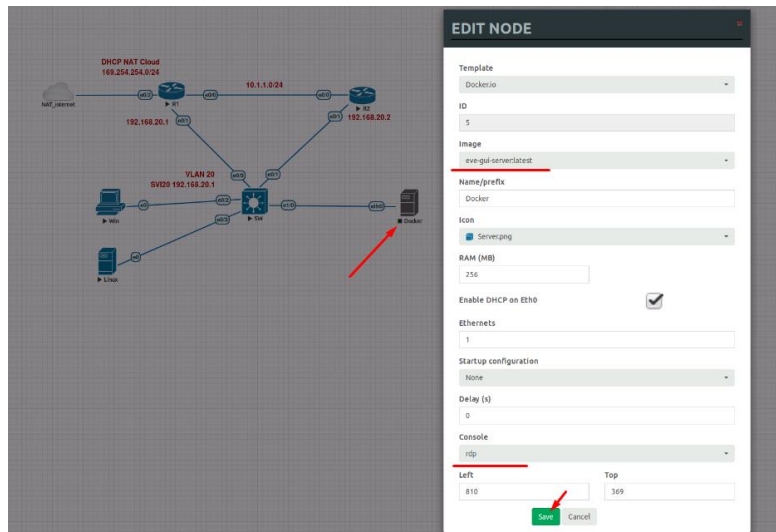 DHCP NAT Cloud
169.254.254.0/24
NAT_internet
e0/2
R1
e0/0
10.1.1.0/24
e0/0
R2
192.168.20.1
e0/1
e0/1
192.168.20.2
VLAN 20
SVI20 192.168.20.1
e0/0
e0/1
Win
e0
e0/2
SW
e1/0
eth0
Docker
e0/3
Linux
e0
EDIT NODE
Template
Docker.io
ID
5
Image
eve-gui-server:latest
Name/prefix
Docker
Icon
Server.png
RAM (MB)
256
Enable DHCP on Eth0
Ethernets
1
Startup configuration
None
Delay (s)
0
Console
rdp
Left Top
810 369
Save Cancel